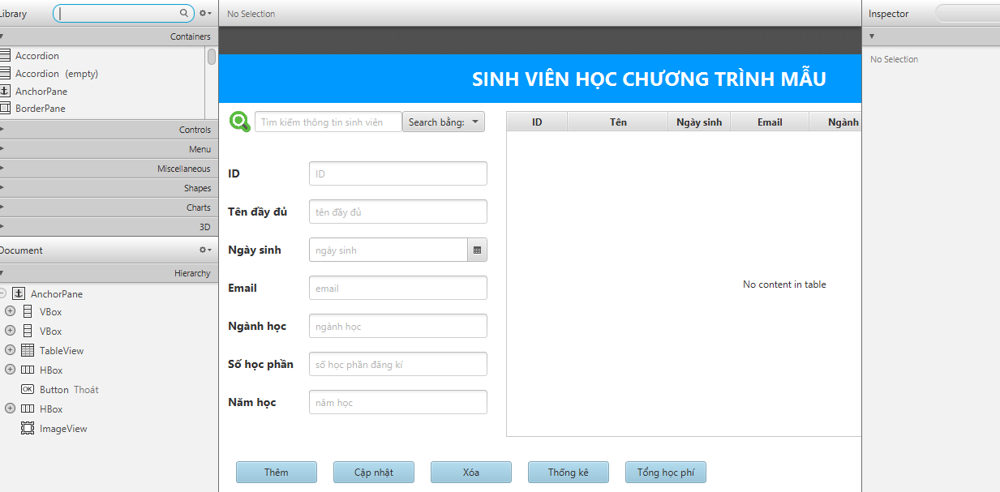 Library
Containers
Accordion
Accordion (empty)
AnchorPane
BorderPane
Controls
Menu
Miscellaneous
Shapes
Charts
3D
Document
Hierarchy
AnchorPane
VBox
VBox
TableView
HBox
OK Button Thoát
HBox
ImageView
No Selection
SINH VIÊN HỌC CHƯƠNG TRÌNH MẪU
Tìm kiếm thông tin sinh viên Search bằng:
ID ID
Tên đầy đủ tên đầy đủ
Ngày sinh ngày sinh
Email email
Ngành học ngành học
Số học phần số học phần đăng kí
Năm học năm học
ID Tên Ngày sinh Email Ngành
No content in table
Thêm Cập nhật Xóa Thống kê Tổng học phí
Inspector
No Selection